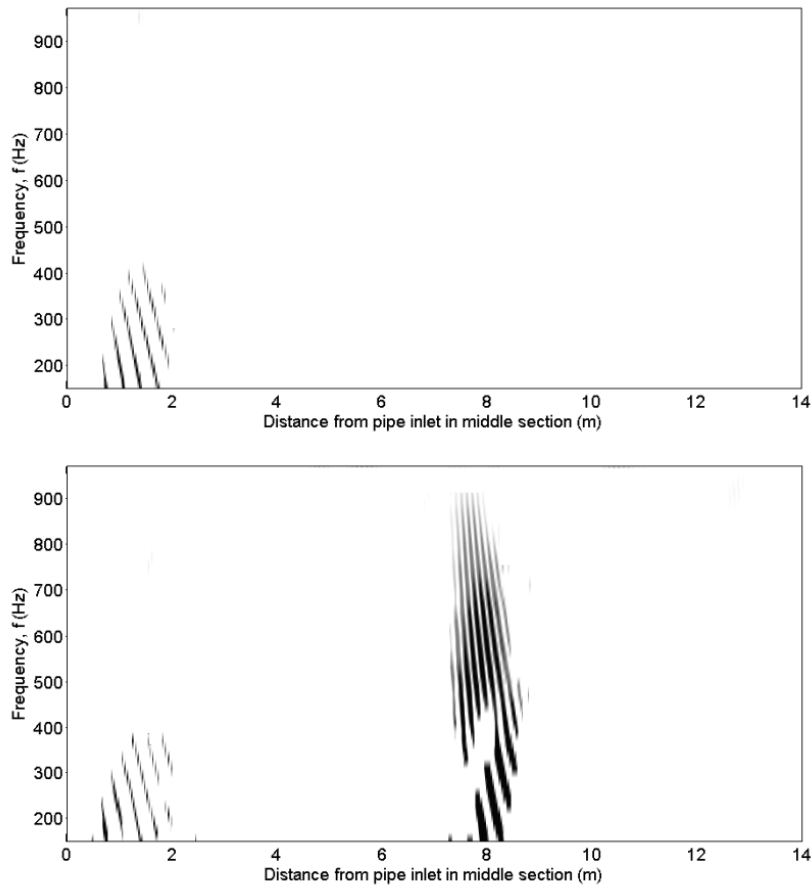 900
800
700
600
500
400
300
200
Frequency, f (Hz)
0 2 4 6 8 10 12 14
Distance from pipe inlet in middle section (m)
900
800
700
600
500
400
300
200
Frequency, f (Hz)
0 2 4 6 8 10 12 14
Distance from pipe inlet in middle section (m)